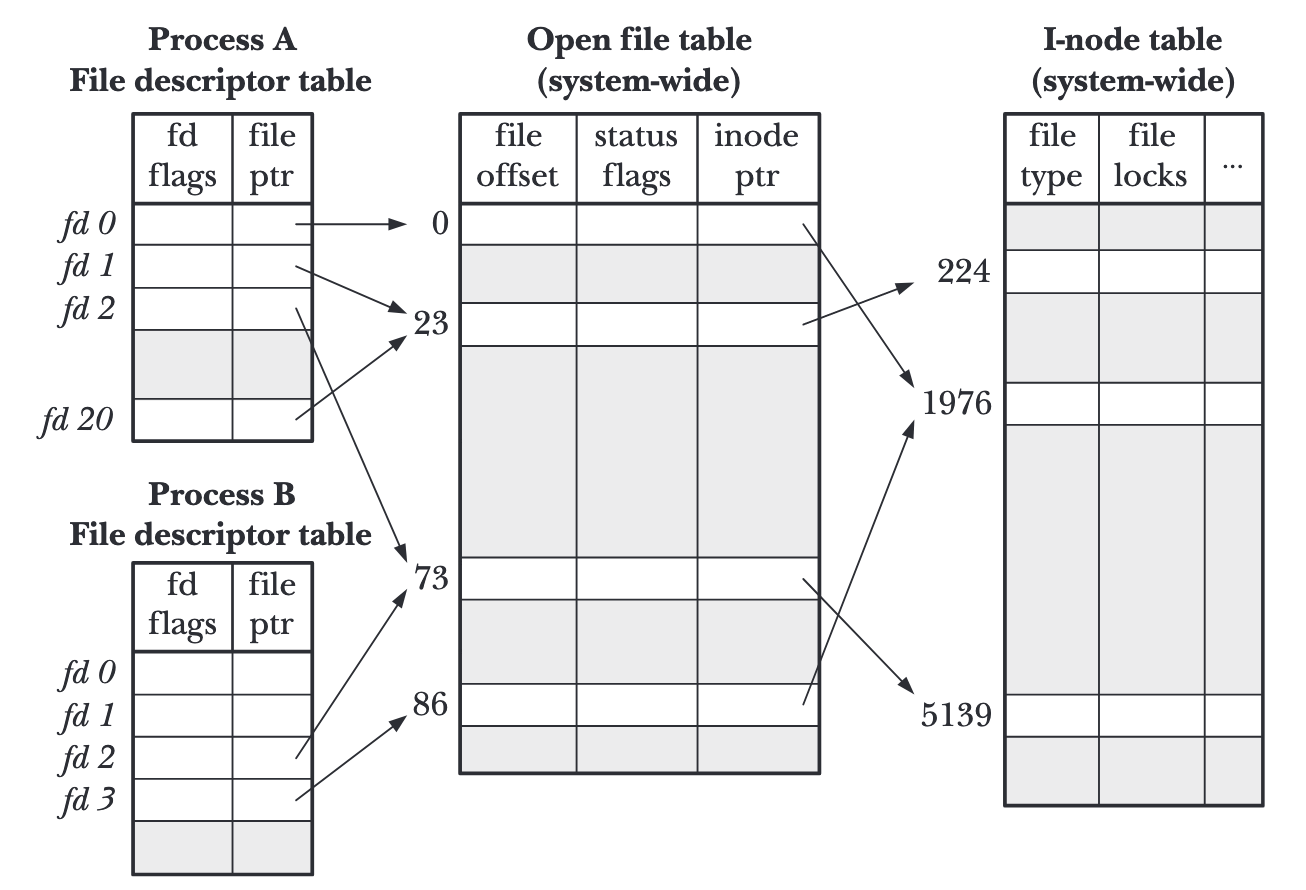 Process A
File descriptor table
fd
flags
file
ptr
fd 0
fd 1
fd 2
fd 20
Process B
File descriptor table
fd
flags
file
ptr
fd 0
fd 1
fd 2
fd 3
Open file table
(system-wide)
file
offset
status
flags
inode
ptr
0
23
73
86
I-node table
(system-wide)
file
type
file
locks
...
224
1976
5139